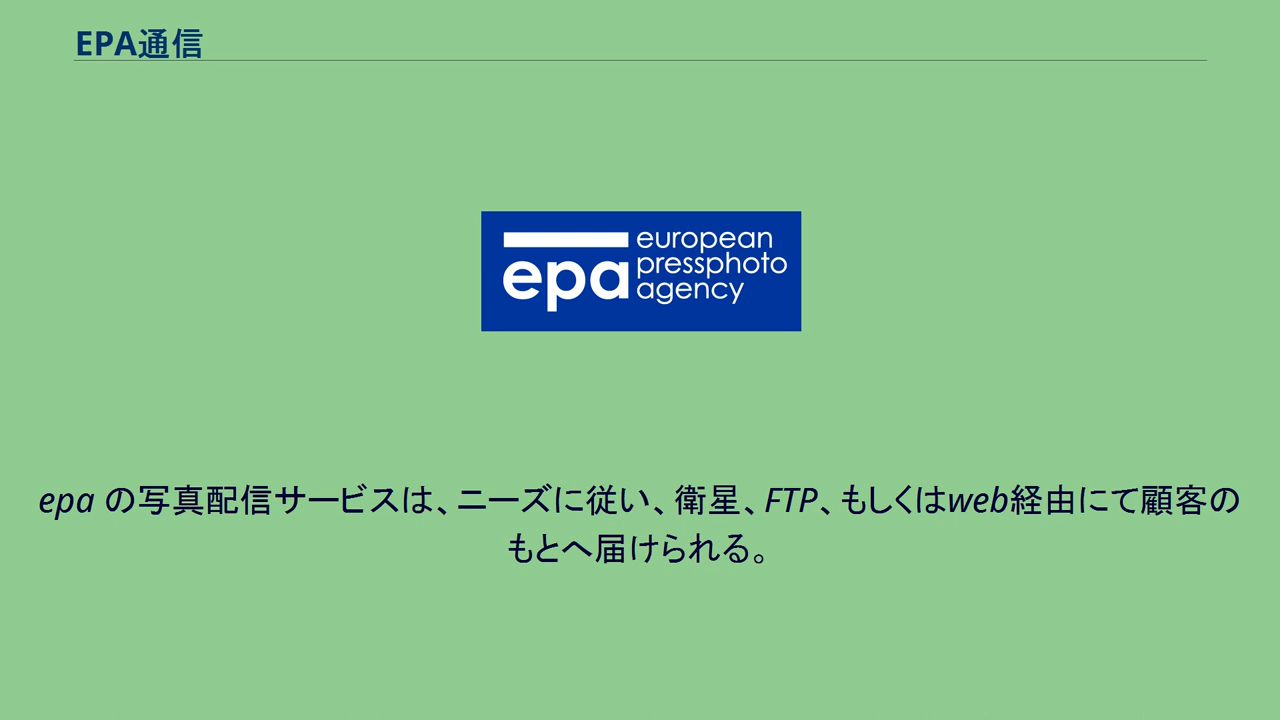 EPA通信
epa
european
pressphoto
agency
epa の写真配信サービスは、ニーズに従い、衛星、FTP、もしくはweb経由にて顧客の
もとへ届けられる。